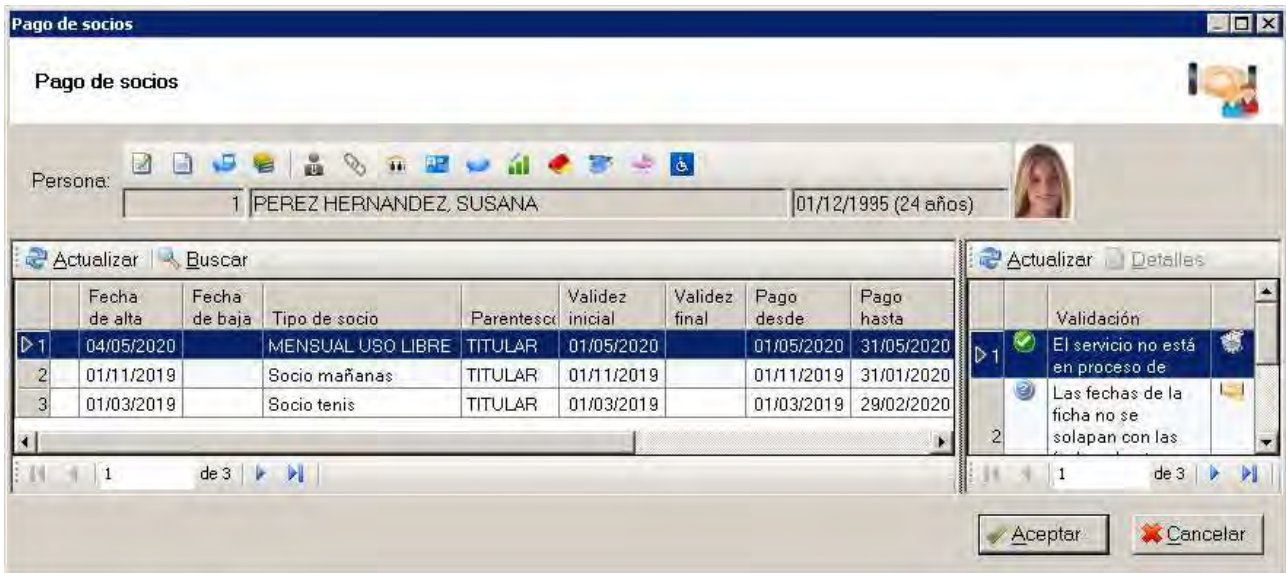 Pago de socios
Pago de socios
Persona:
1 PEREZ HERNANDEZ, SUSANA 01/12/1995 (24 años)
Actualizar Buscar
Fecha de alta Fecha de baja Tipo de socio Parentesco Validez inicial Validez final Pago desde Pago hasta
1 04/05/2020 MENSUAL USO LIBRE TITULAR 01/05/2020 01/05/2020 31/05/2020
2 01/11/2019 Socio mañanas TITULAR 01/11/2019 01/11/2019 31/01/2020
3 01/03/2019 Socio tenis TITULAR 01/03/2019 01/03/2019 29/02/2020
1 de 3
Actualizar Detalles
Validación
1 El servicio no está
en proceso de
2 Las fechas de la
ficha no se
solapan con las
1 de 3
Aceptar Cancelar